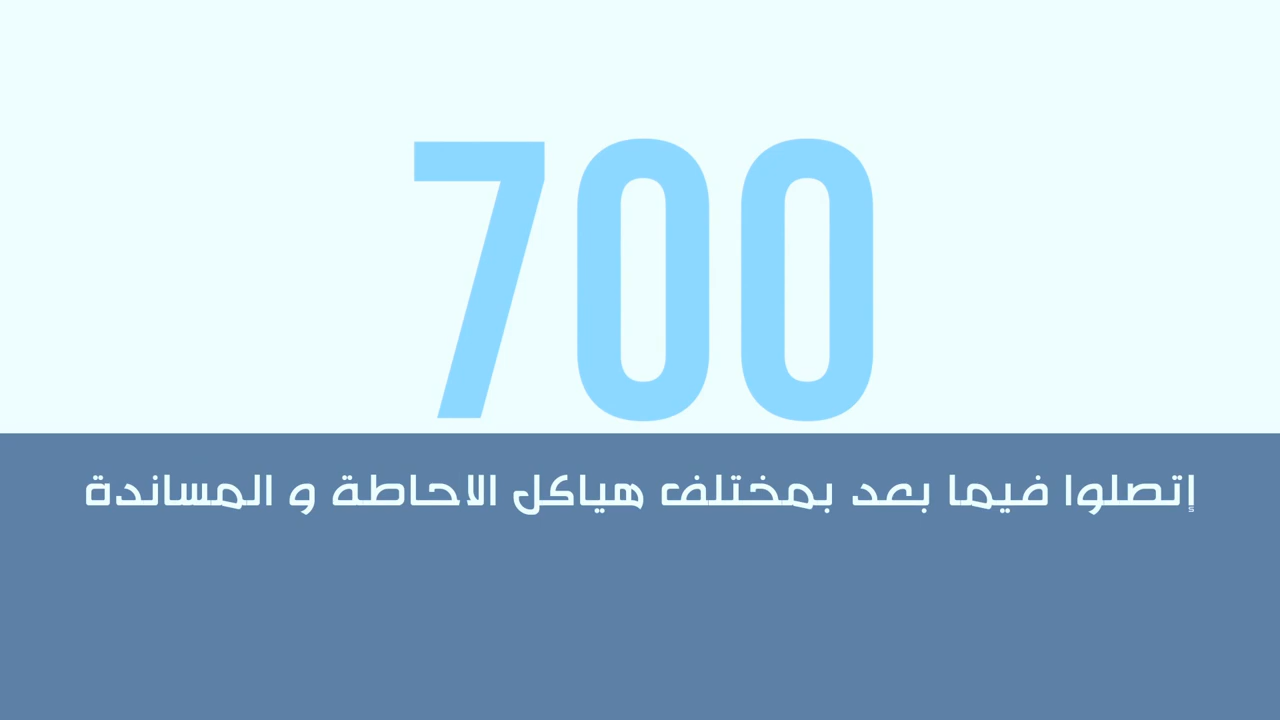 700
إتصلوا فيما بعد بمختلف هياكل الاحاطة و المساندة